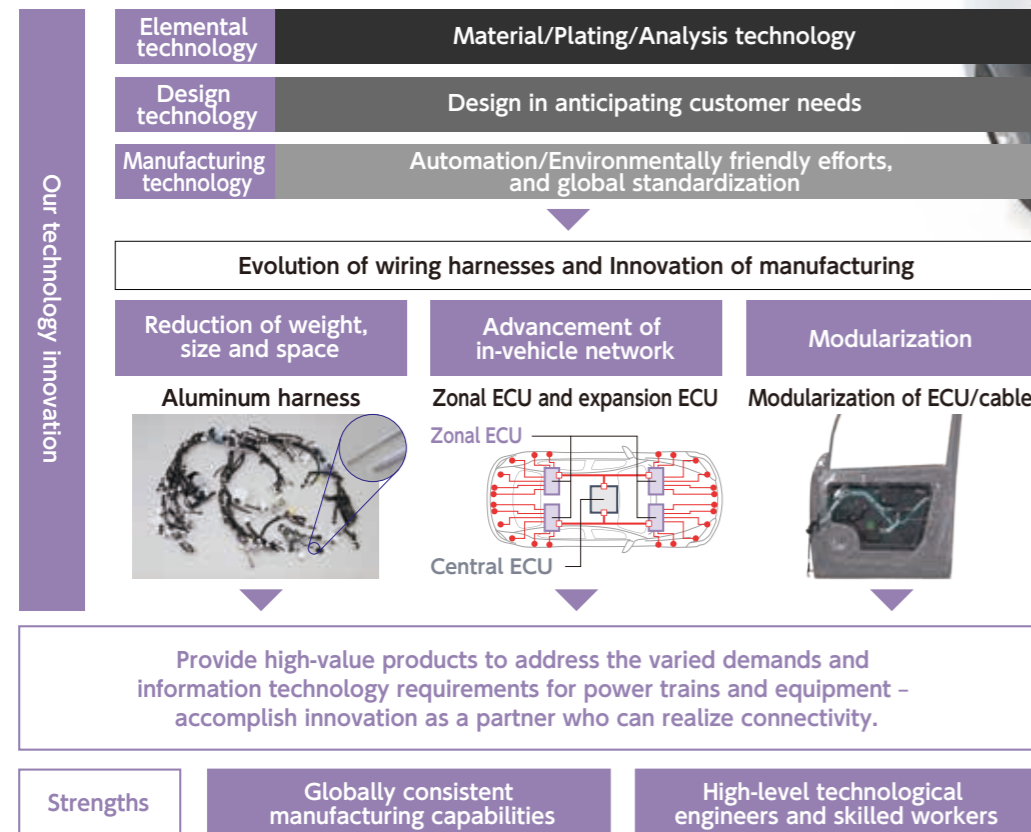 Our technology innovation
Elemental
technology
Material/Plating/Analysis technology
Design
technology
Design in anticipating customer needs
Manufacturing
technology
Automation/Environmentally friendly efforts,
and global standardization
Evolution of wiring harnesses and Innovation of manufacturing
Reduction of weight,
size and space
Aluminum harness
Advancement of
in-vehicle network
Zonal ECU and expansion ECU
Zonal ECU
Central ECU
Modularization
Modularization of ECU/cable
Provide high-value products to address the varied demands and
information technology requirements for power trains and equipment –
accomplish innovation as a partner who can realize connectivity.
Strengths
Globally consistent
manufacturing capabilities
High-level technological
engineers and skilled workers